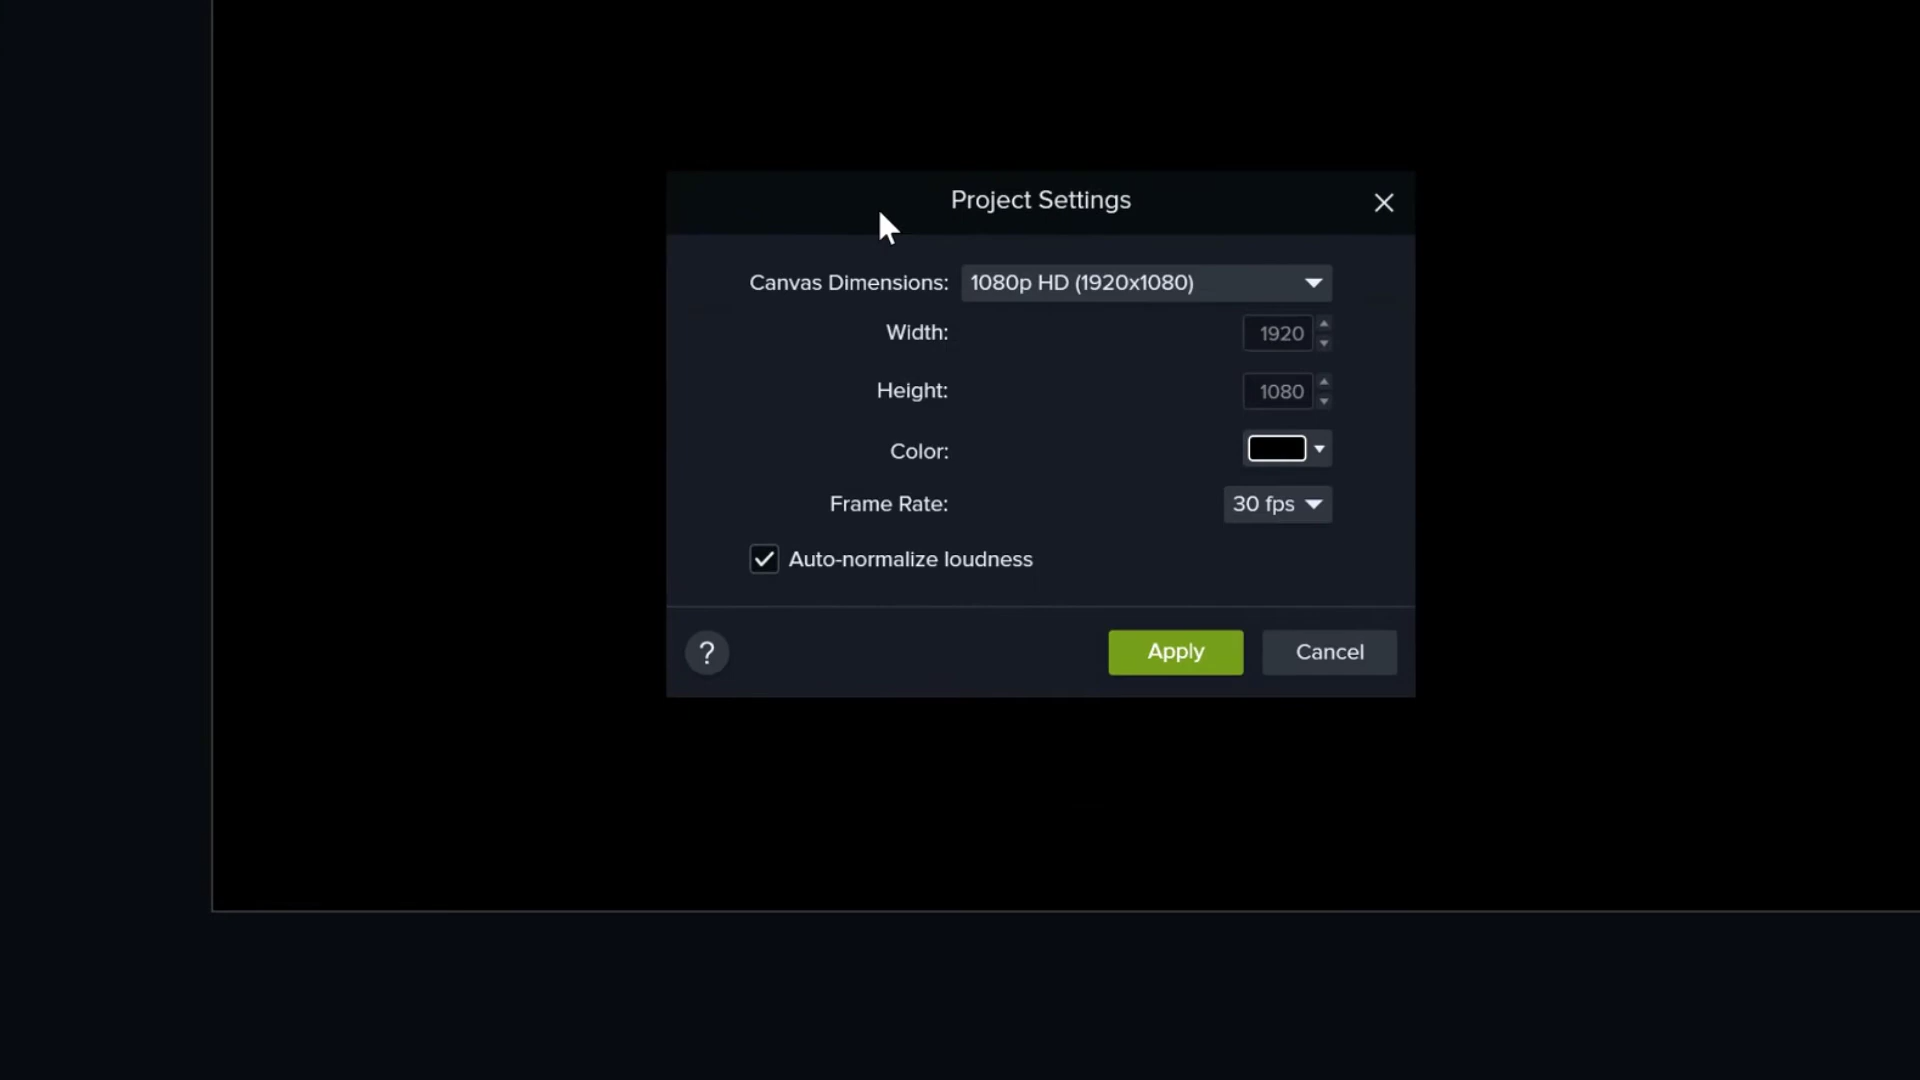 Project Settings
Canvas Dimensions: 1080p HD (1920x1080)
Width: 1920
Height: 1080
Color:
Frame Rate: 30 fps
Auto-normalize loudness
? Apply Cancel